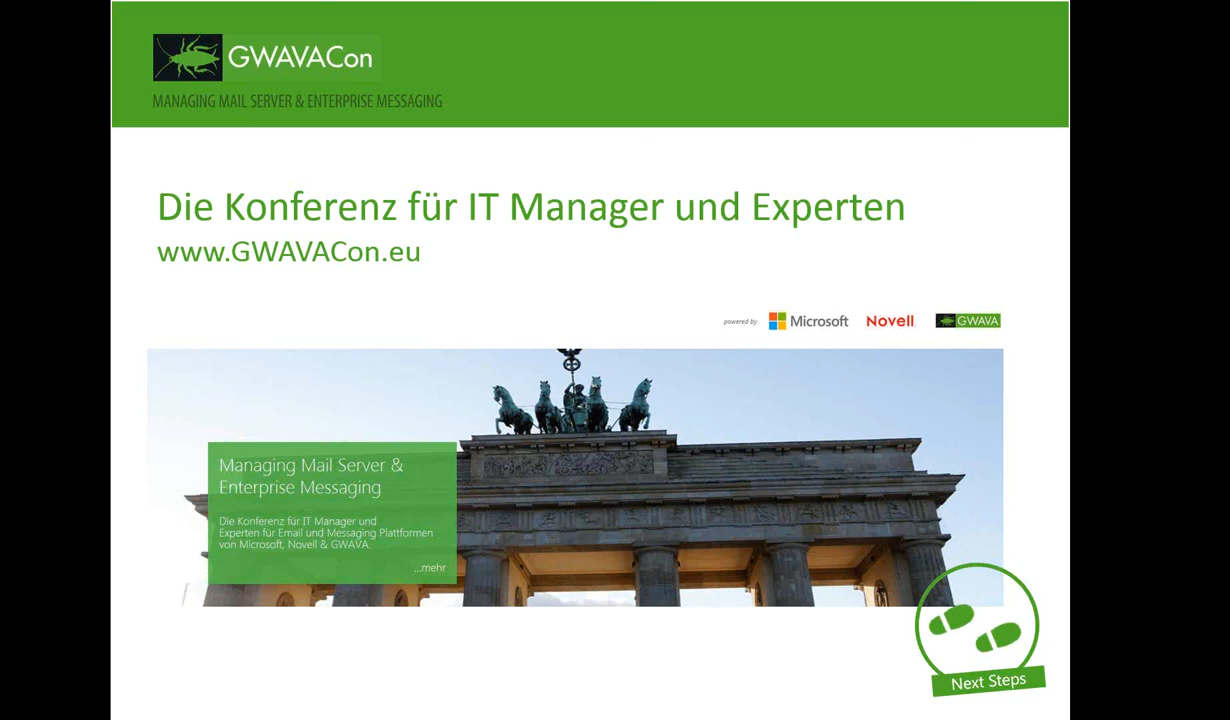 GWAVACon
MANAGING MAIL SERVER & ENTERPRISE MESSAGING
Die Konferenz für IT Manager und Experten
www.GWAVACon.eu
powered by Microsoft Novell GWAVA
Managing Mail Server &
Enterprise Messaging
Die Konferenz für IT Manager und
Experten für Email und Messaging Plattformen
von Microsoft, Novell & GWAVA.
...mehr
Next Steps